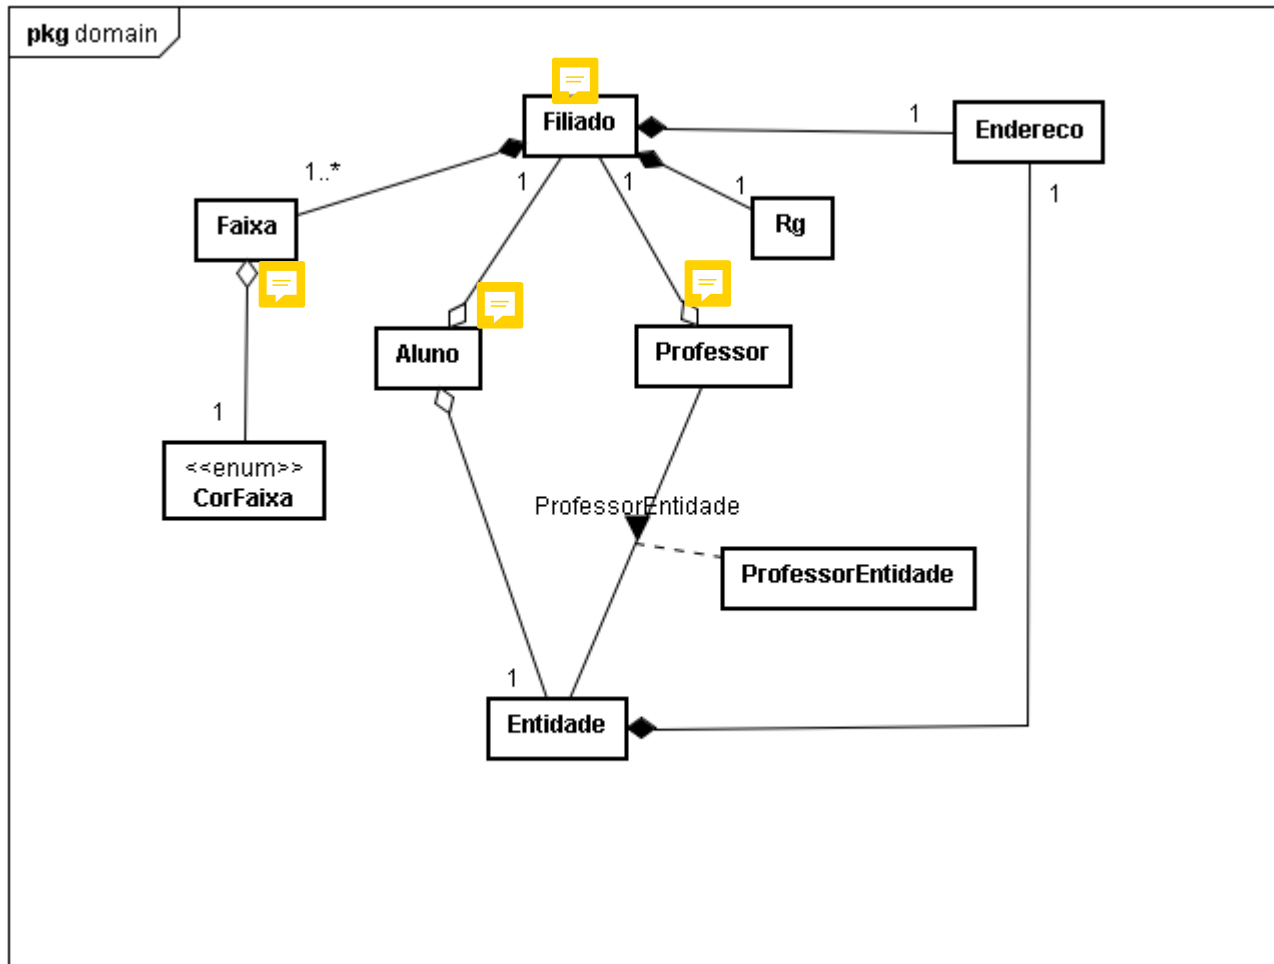 pkg domain
Filiado
1
Endereco
1..*
1
1
1
1
Faixa
Rg
Aluno
Professor
1
<<enum>>
CorFaixa
ProfessorEntidade
ProfessorEntidade
1
Entidade